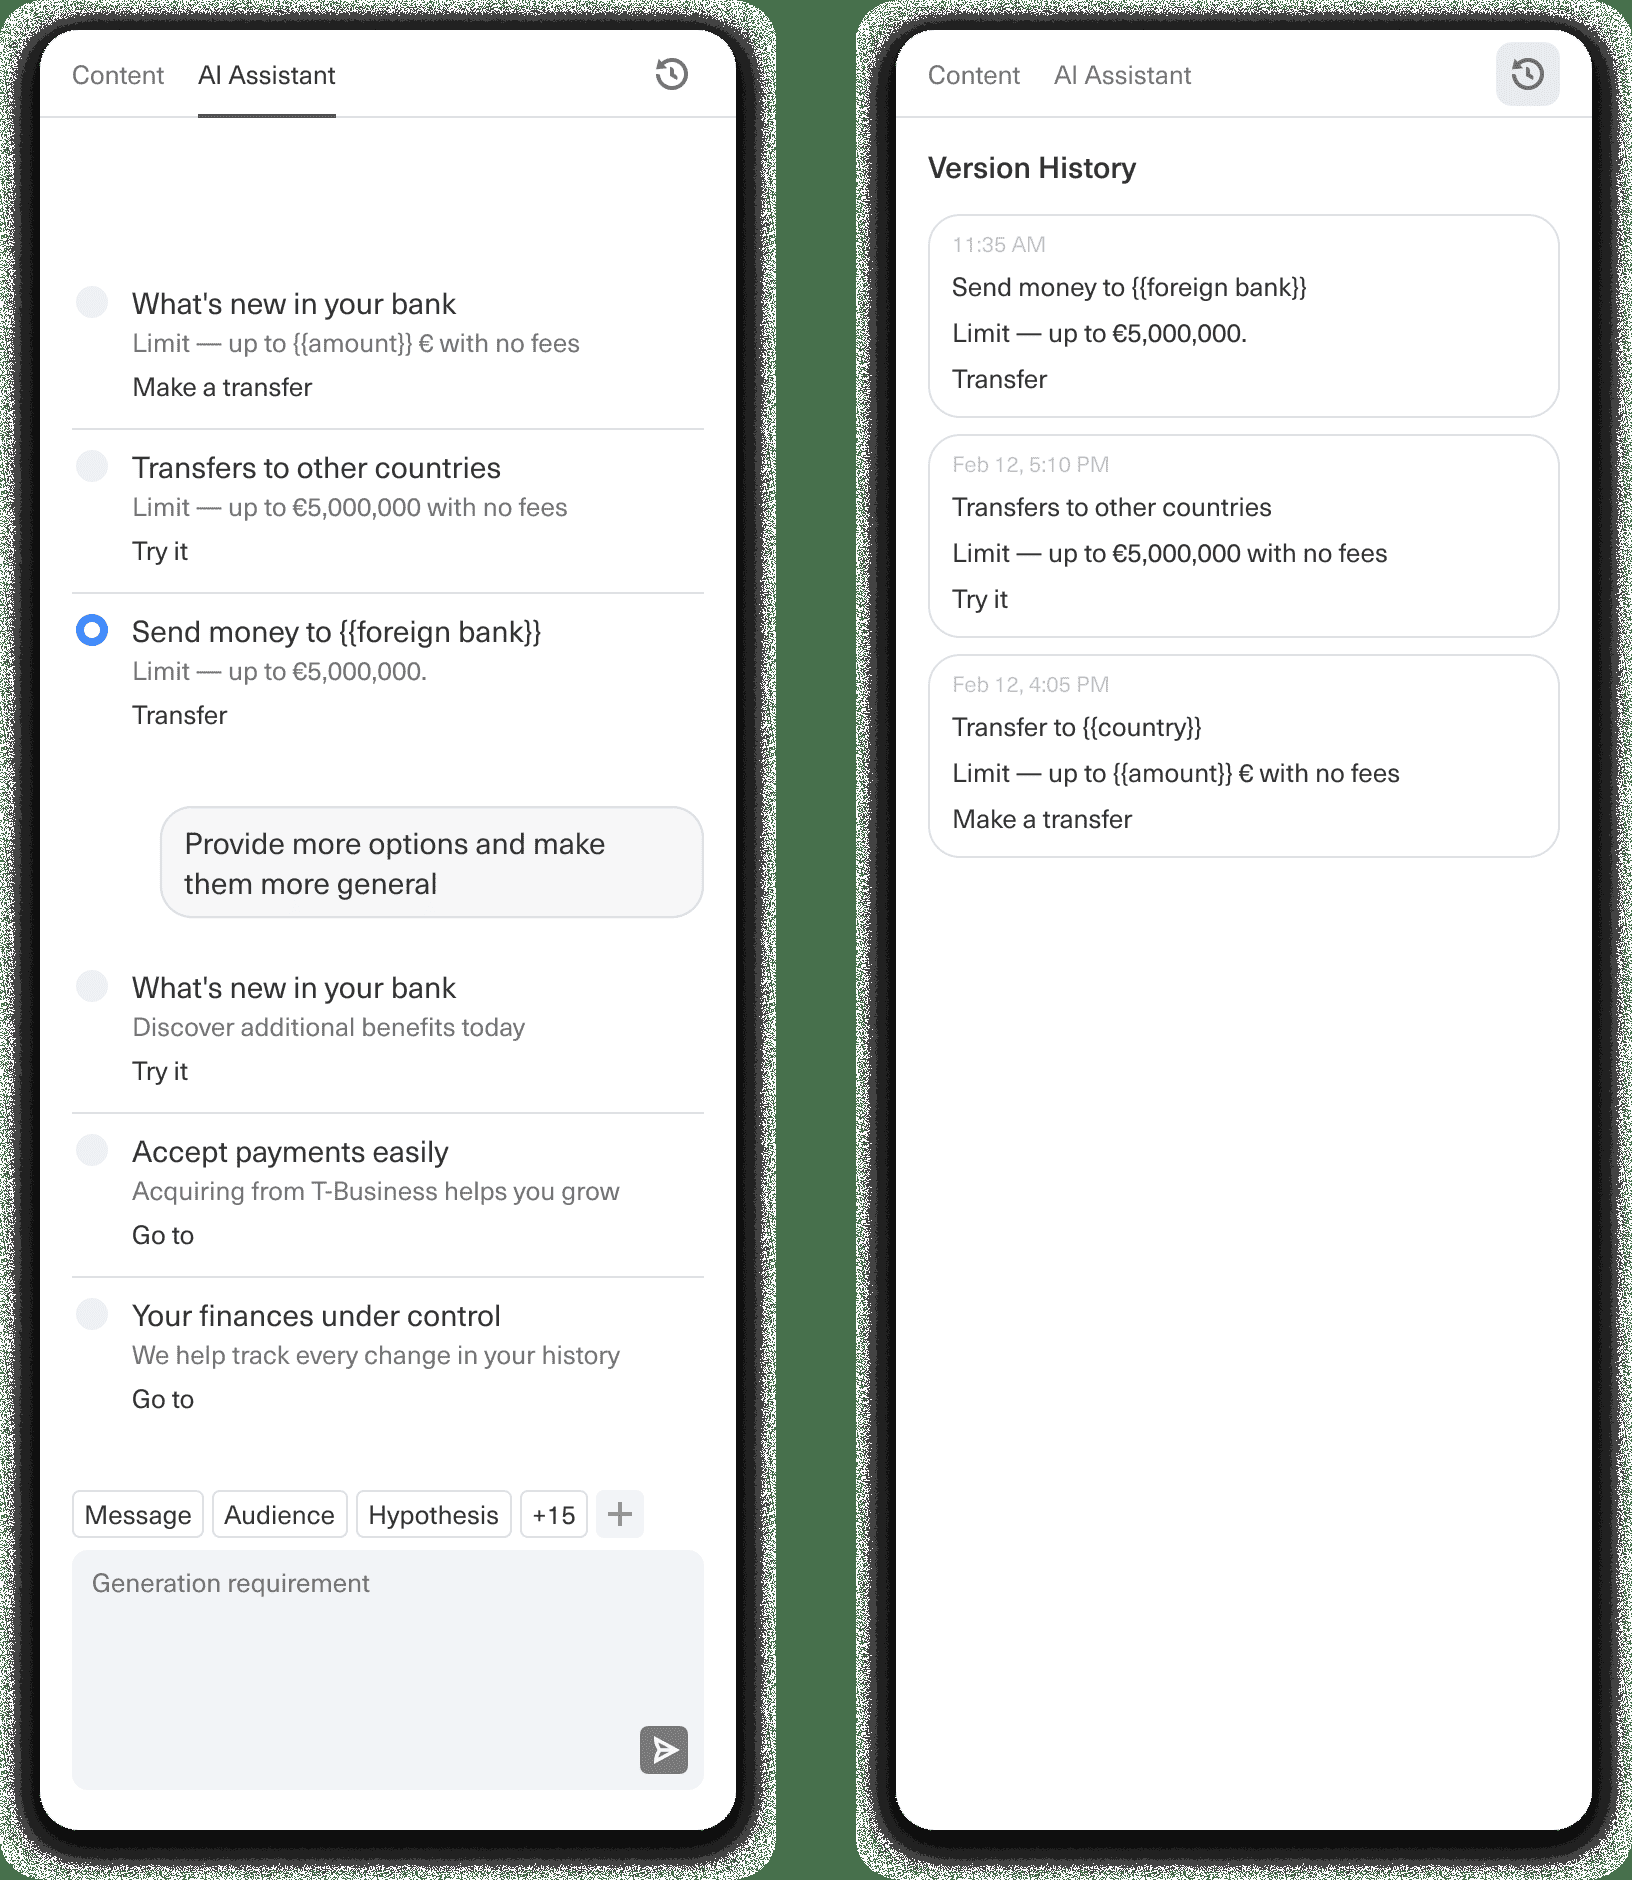 Content AI Assistant
What's new in your bank
Limit — up to {{amount}} € with no fees
Make a transfer
Transfers to other countries
Limit — up to €5,000,000 with no fees
Try it
Send money to {{foreign bank}}
Limit — up to €5,000,000.
Transfer
Provide more options and make
them more general
What's new in your bank
Discover additional benefits today
Try it
Accept payments easily
Acquiring from T-Business helps you grow
Go to
Your finances under control
We help track every change in your history
Go to
Message Audience Hypothesis +15
Generation requirement
Content AI Assistant
Version History
11:35 AM
Send money to {{foreign bank}}
Limit — up to €5,000,000.
Transfer
Feb 12, 5:10 PM
Transfers to other countries
Limit — up to €5,000,000 with no fees
Try it
Feb 12, 4:05 PM
Transfer to {{country}}
Limit — up to {{amount}} € with no fees
Make a transfer